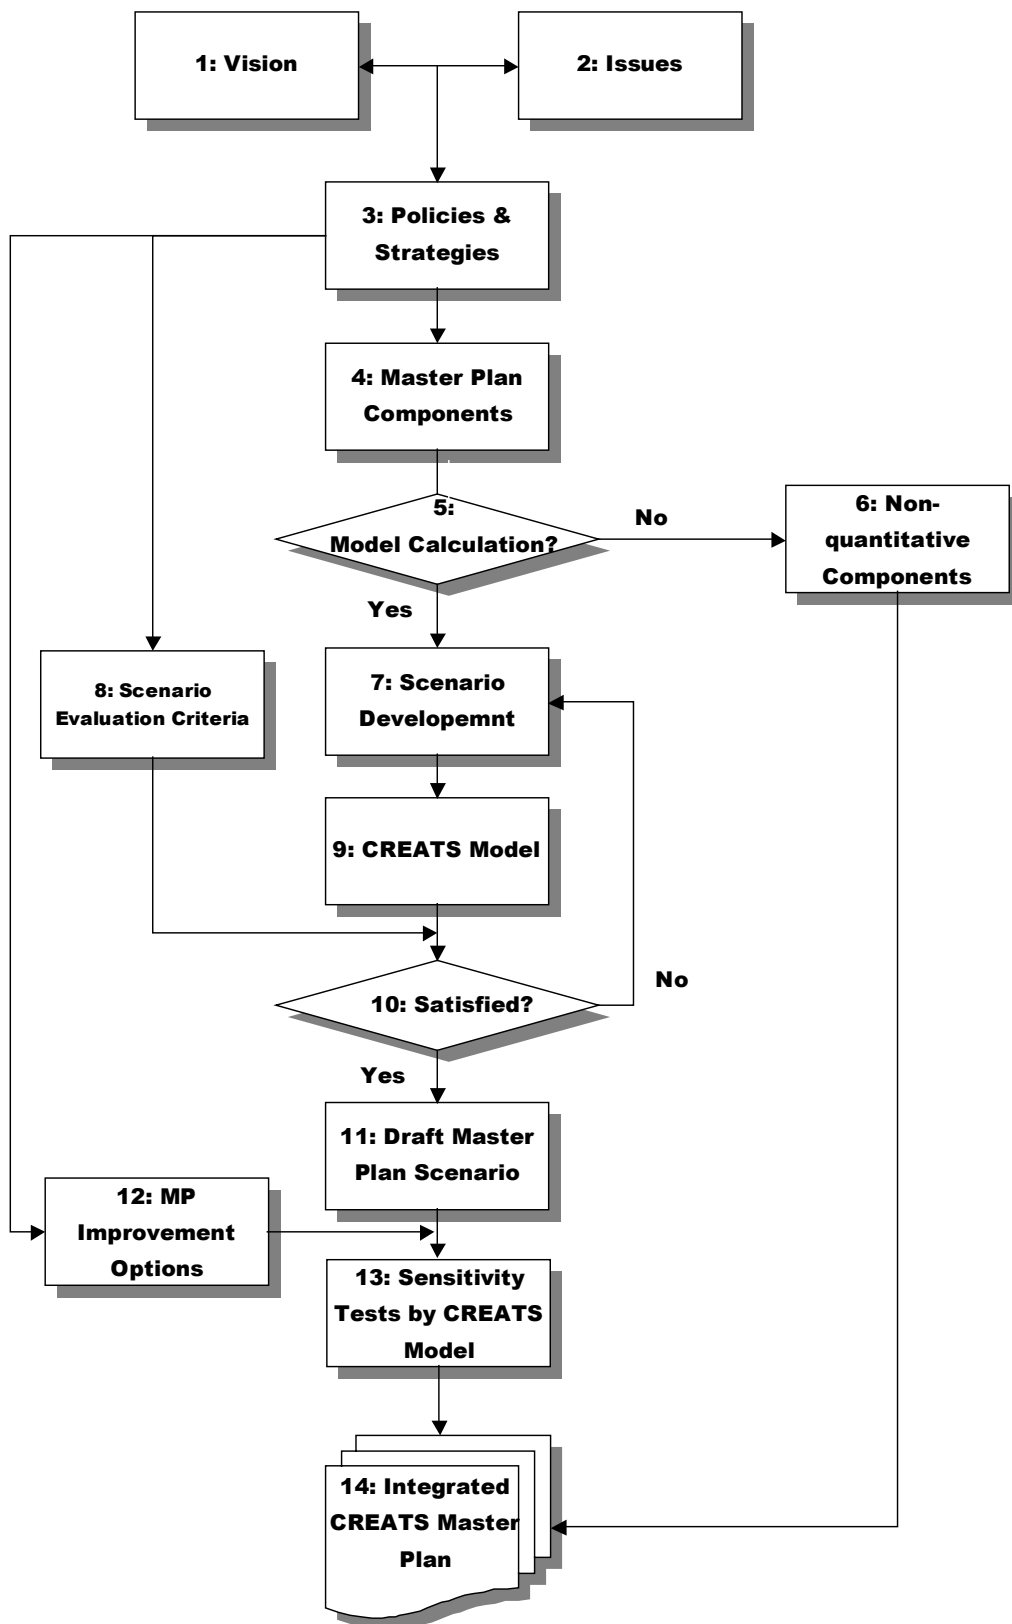 1: Vision
2: Issues
3: Policies &
Strategies
4: Master Plan
Components
5:
Model Calculation?
No
6: Non-
quantitative
Components
Yes
8: Scenario
Evaluation Criteria
7: Scenario
Developemnt
9: CREATS Model
No
10: Satisfied?
Yes
11: Draft Master
Plan Scenario
12: MP
Improvement
Options
13: Sensitivity
Tests by CREATS
Model
14: Integrated
CREATS Master
Plan